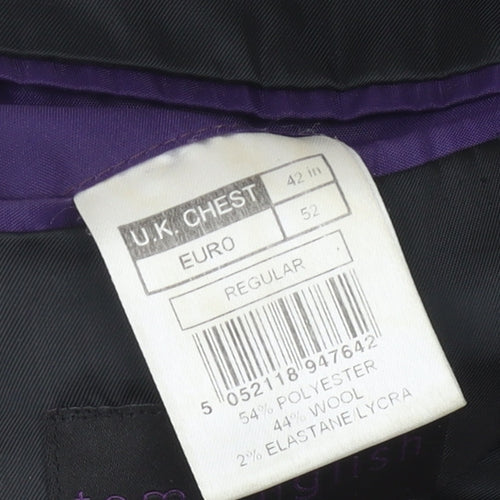 U.K. CHEST 42 in
EURO 52
REGULAR
5 052118 947642
54% POLYESTER
44% WOOL
2% ELASTANE/LYCRA